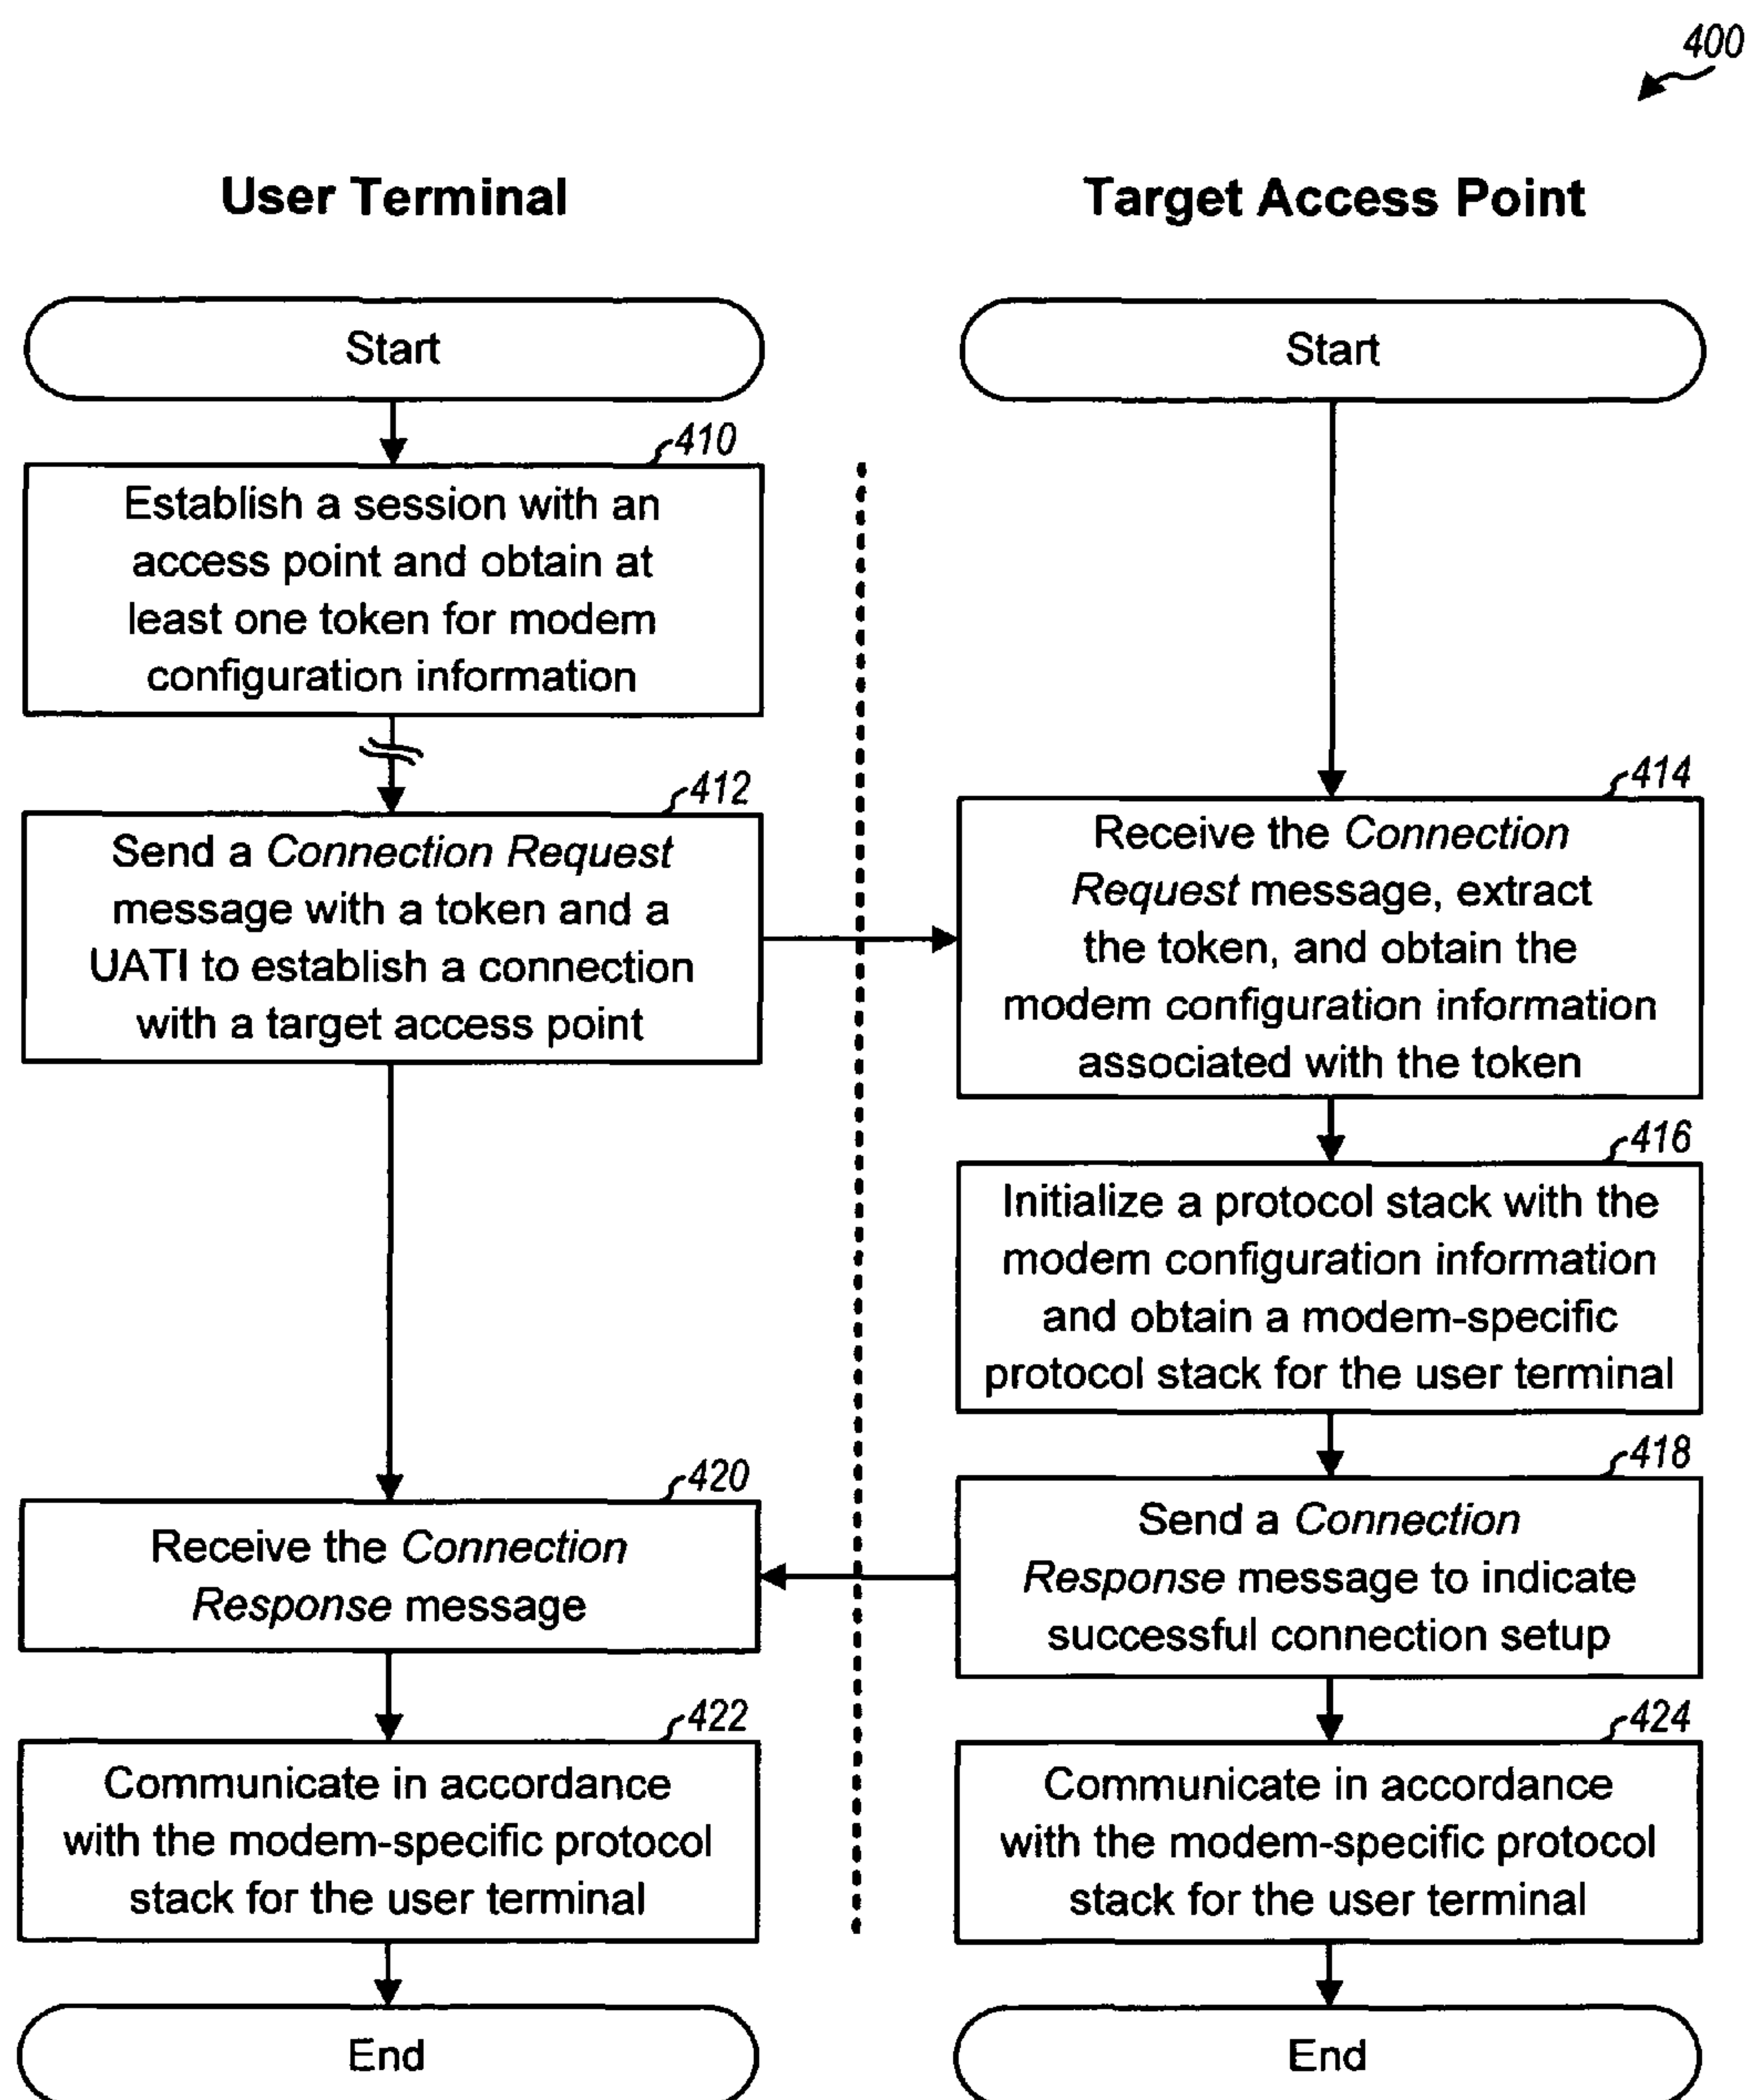 400
User Terminal
Target Access Point
Start
Start
410
Establish a session with an
access point and obtain at
least one token for modem
configuration information
412
Send a Connection Request
message with a token and a
UATI to establish a connection
with a target access point
414
Receive the Connection
Request message, extract
the token, and obtain the
modem configuration information
associated with the token
416
Initialize a protocol stack with the
modem configuration information
and obtain a modem-specific
protocol stack for the user terminal
418
Send a Connection
Response message to indicate
successful connection setup
420
Receive the Connection
Response message
422
Communicate in accordance
with the modem-specific protocol
stack for the user terminal
424
Communicate in accordance
with the modem-specific protocol
stack for the user terminal
End
End